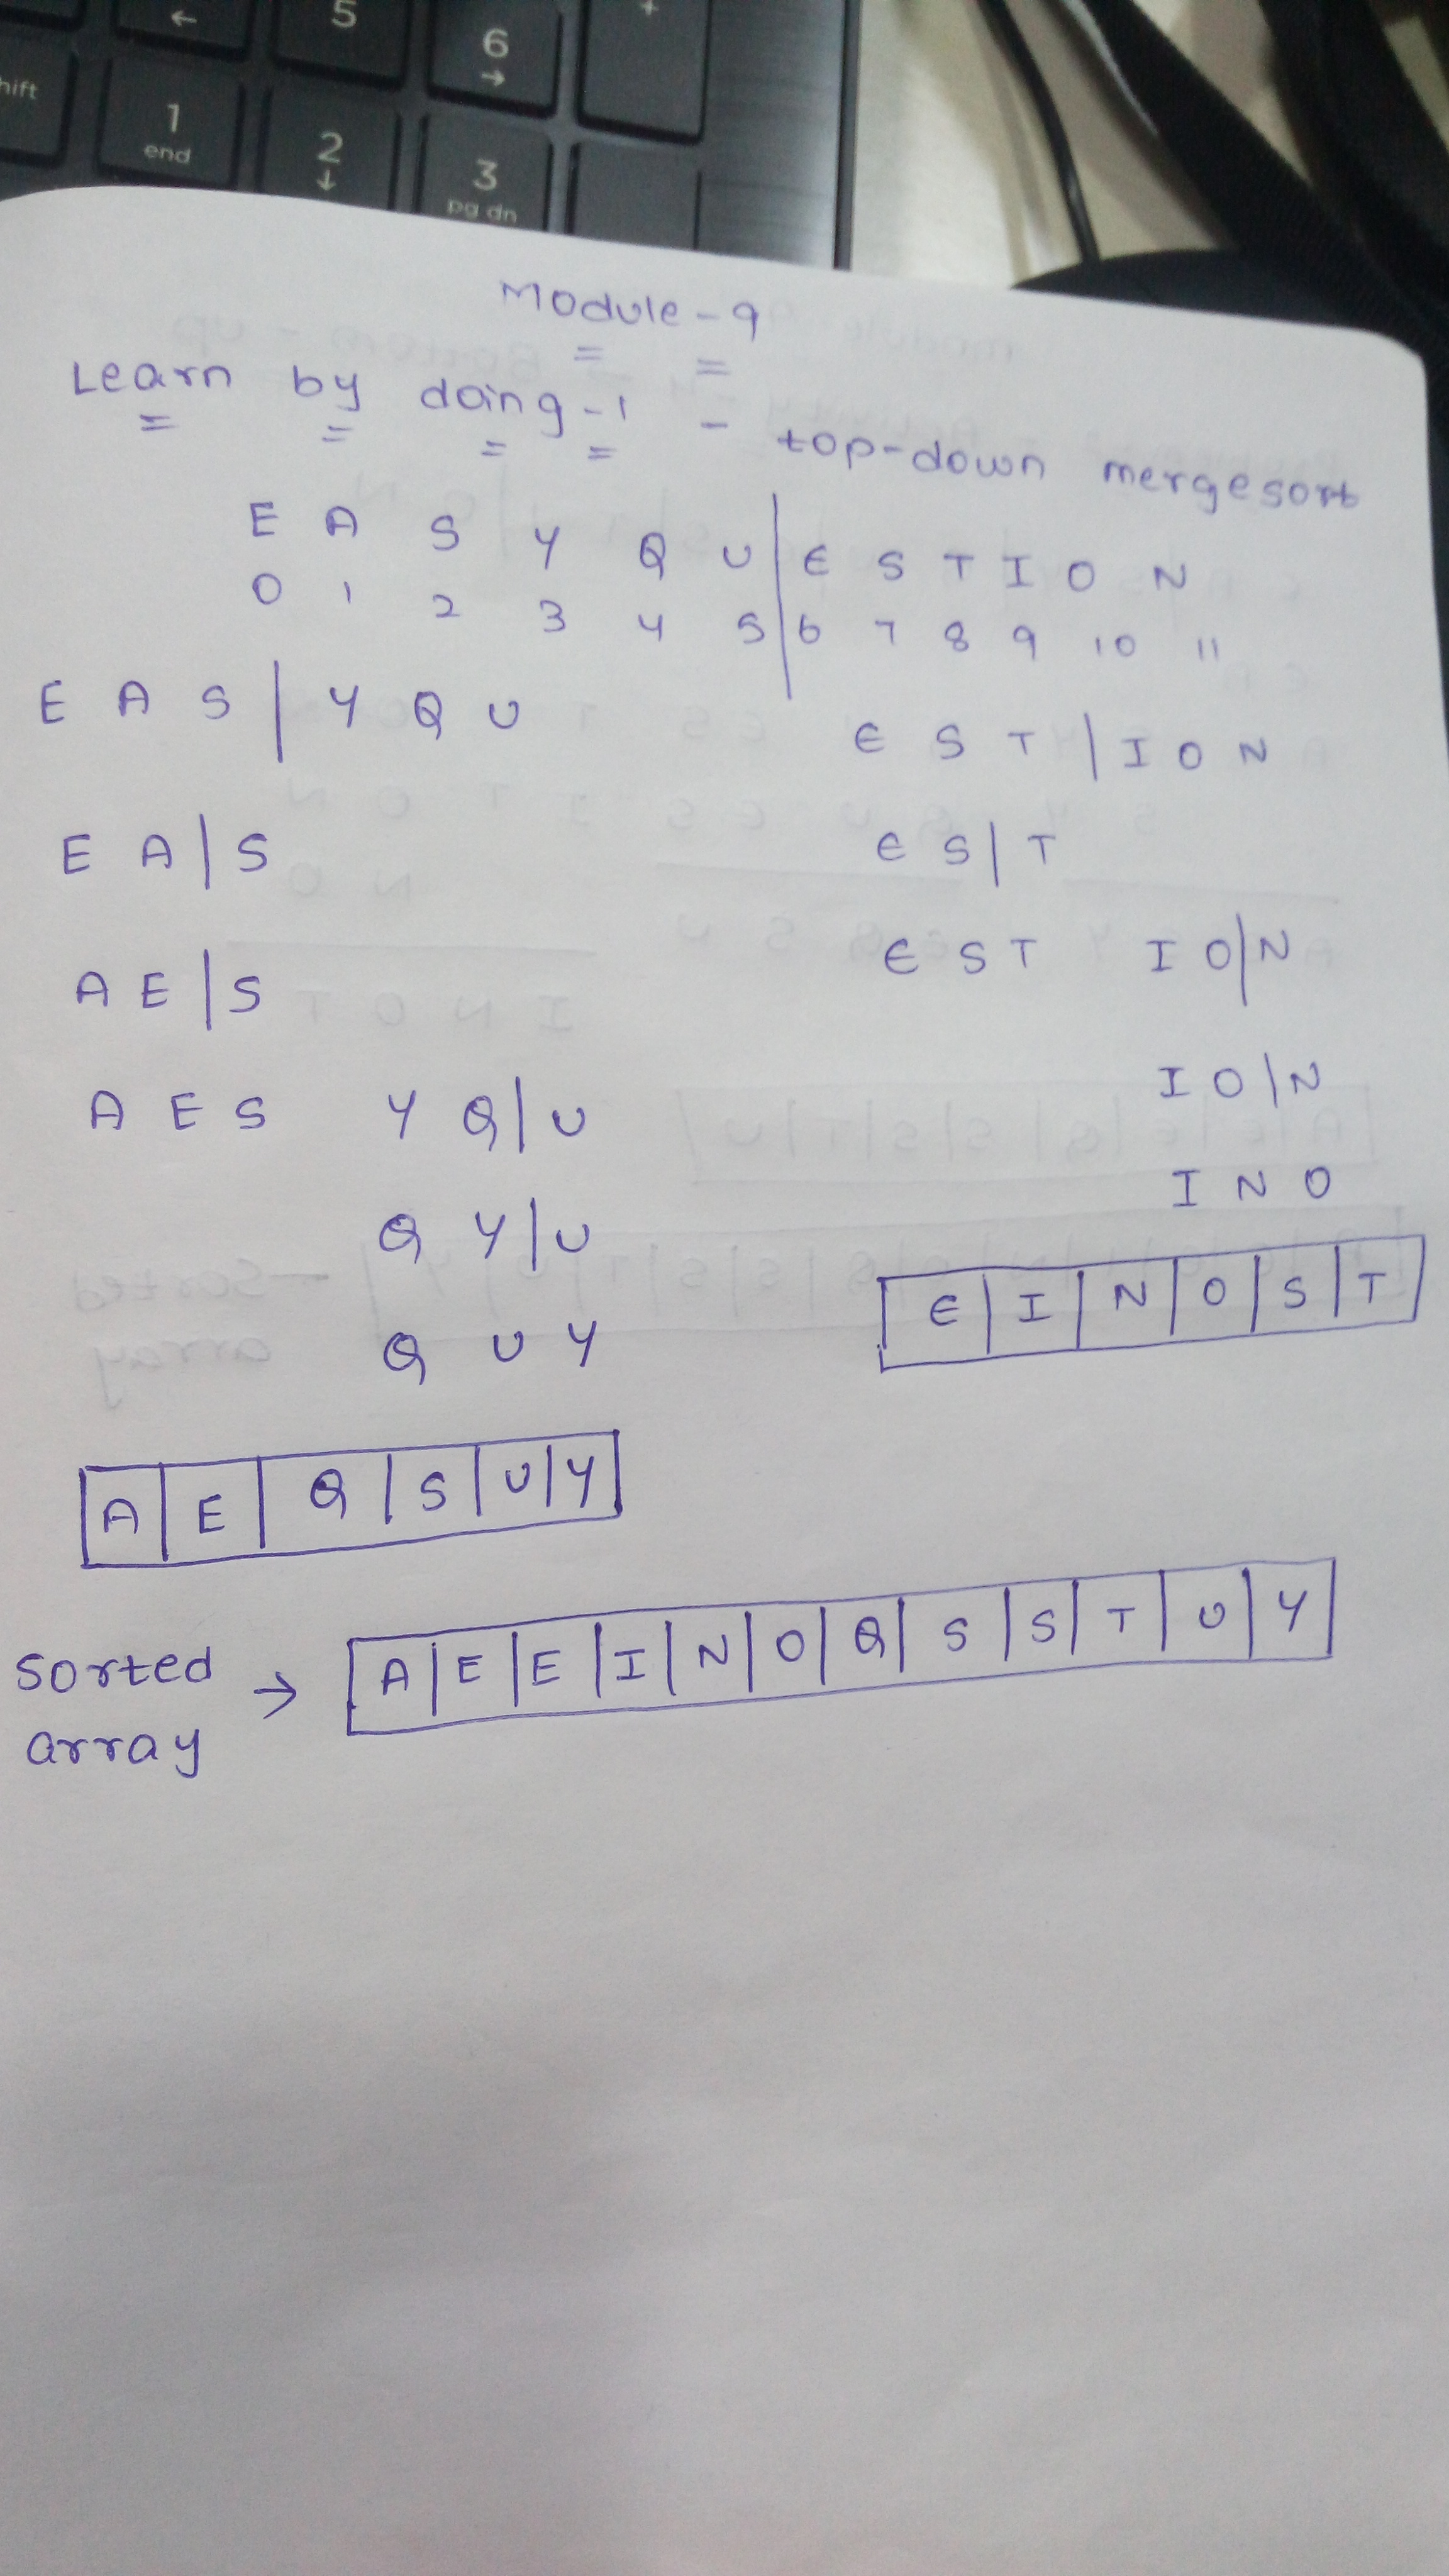 ←
5
6
→
+
hift
1
end
2
↓
3
pg dn
Module - 9
Learn by doing - 1 - top-down mergesort
E A S Y Q U | E S T I O N
0 1 2 3 4 5 | 6 7 8 9 10 11
E A S | Y Q U
E S T | I O N
E A | S
E S | T
A E | S
E S T I O | N
A E S Y Q | U
I O | N
Q Y | U
I N O
Q U Y
E | I | N | O | S | T
A | E | Q | S | U | Y
Sorted array → A | E | E | I | N | O | Q | S | S | T | U | Y